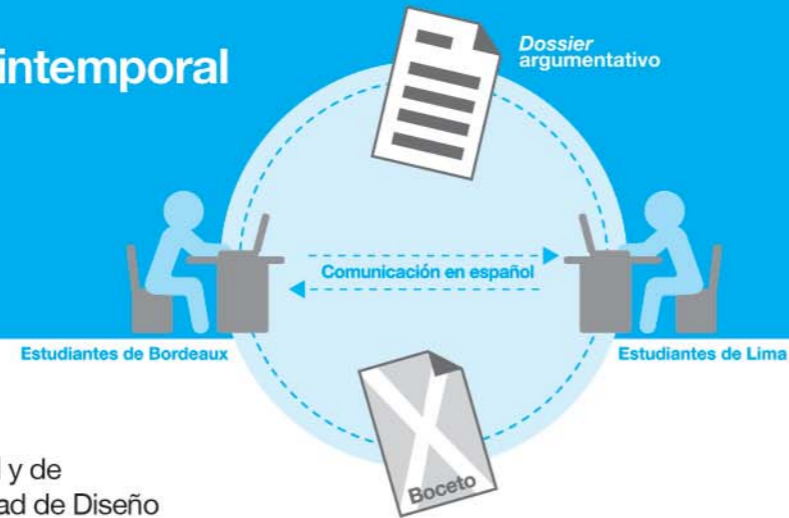 intemporal
Dossier
argumentativo
Comunicación en español
Estudiantes de Bordeaux
Estudiantes de Lima
Boceto
y de
ad de Diseño